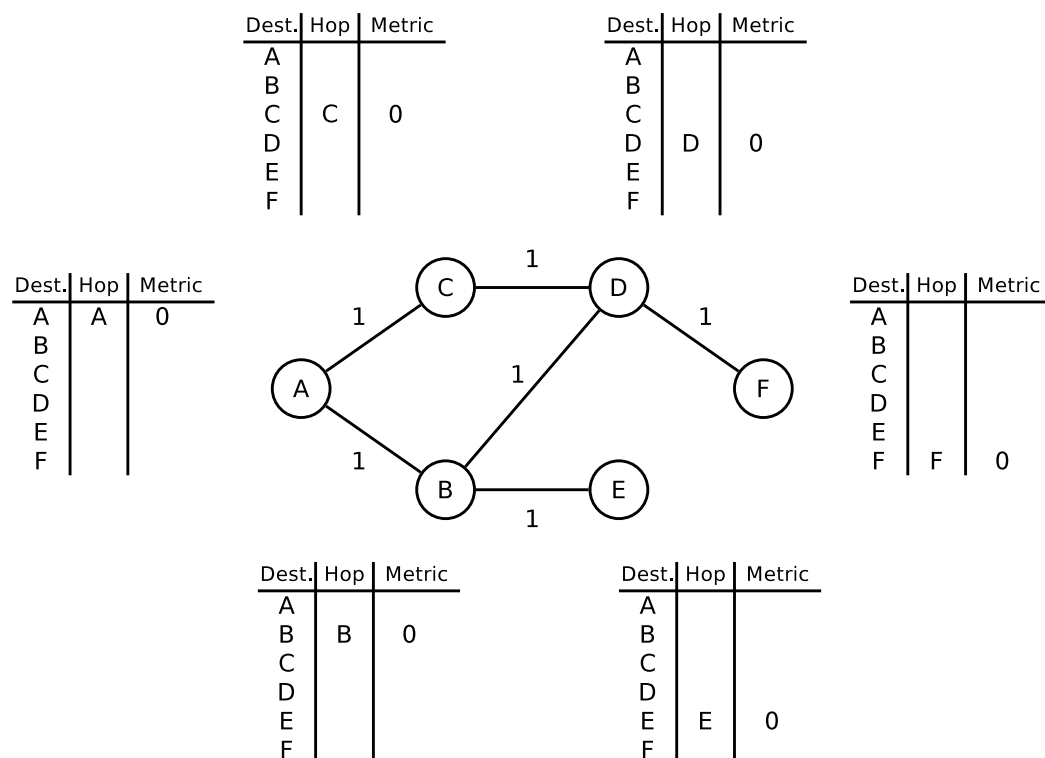 Dest. Hop Metric
A
B
C C 0
D
E
F
Dest. Hop Metric
A
B
C
D D 0
E
F
Dest. Hop Metric
A A 0
B
C
D
E
F
1
C
D
1
1
A
1
F
1
B
E
1
Dest. Hop Metric
A
B
C
D
E
F F 0
Dest. Hop Metric
A
B B 0
C
D
E
F
Dest. Hop Metric
A
B
C
D
E E 0
F